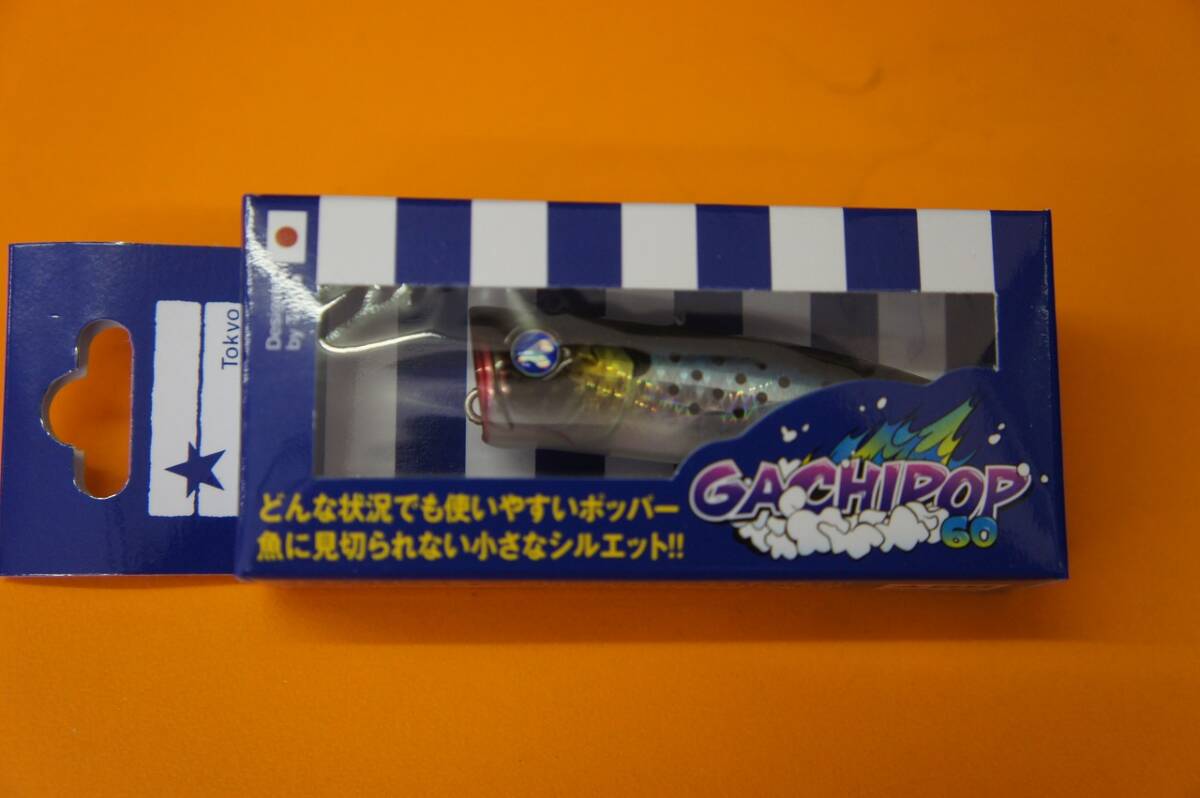 Tokyo
by
どんな状況でも使いやすいポッパー
魚に見切られない小さなシルエット!!
GACHIPOP
60